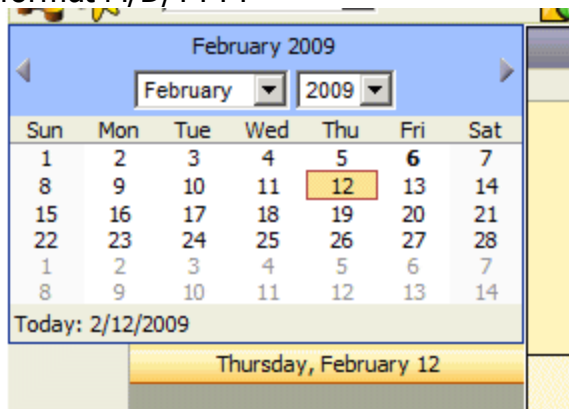 format M/D/YYYY
February 2009
February 2009
Sun Mon Tue Wed Thu Fri Sat
1 2 3 4 5 6 7
8 9 10 11 12 13 14
15 16 17 18 19 20 21
22 23 24 25 26 27 28
1 2 3 4 5 6 7
8 9 10 11 12 13 14
Today: 2/12/2009
Thursday, February 12